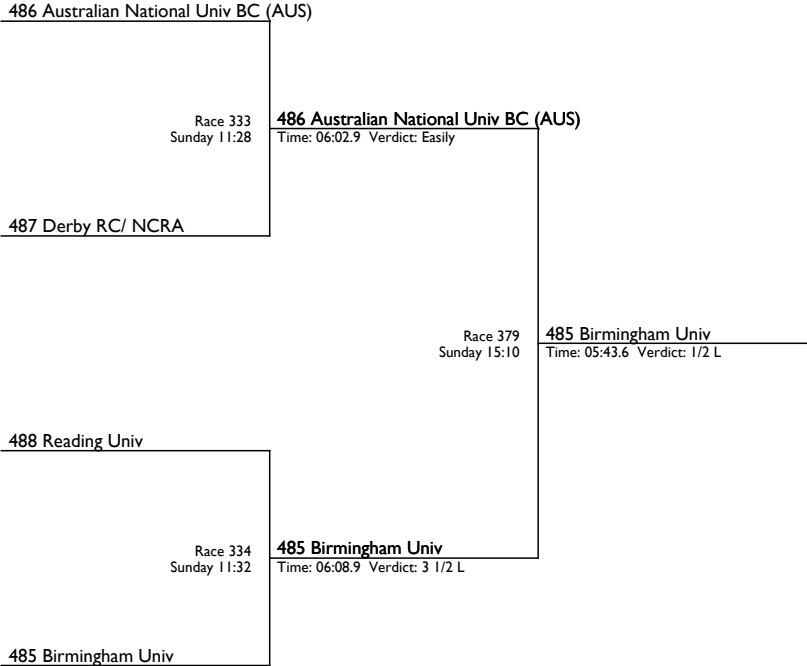 486 Australian National Univ BC (AUS)
Race 333
Sunday 11:28
486 Australian National Univ BC (AUS)
Time: 06:02.9 Verdict: Easily
487 Derby RC/ NCRA
Race 379
Sunday 15:10
485 Birmingham Univ
Time: 05:43.6 Verdict: 1/2 L
488 Reading Univ
Race 334
Sunday 11:32
485 Birmingham Univ
Time: 06:08.9 Verdict: 3 1/2 L
485 Birmingham Univ